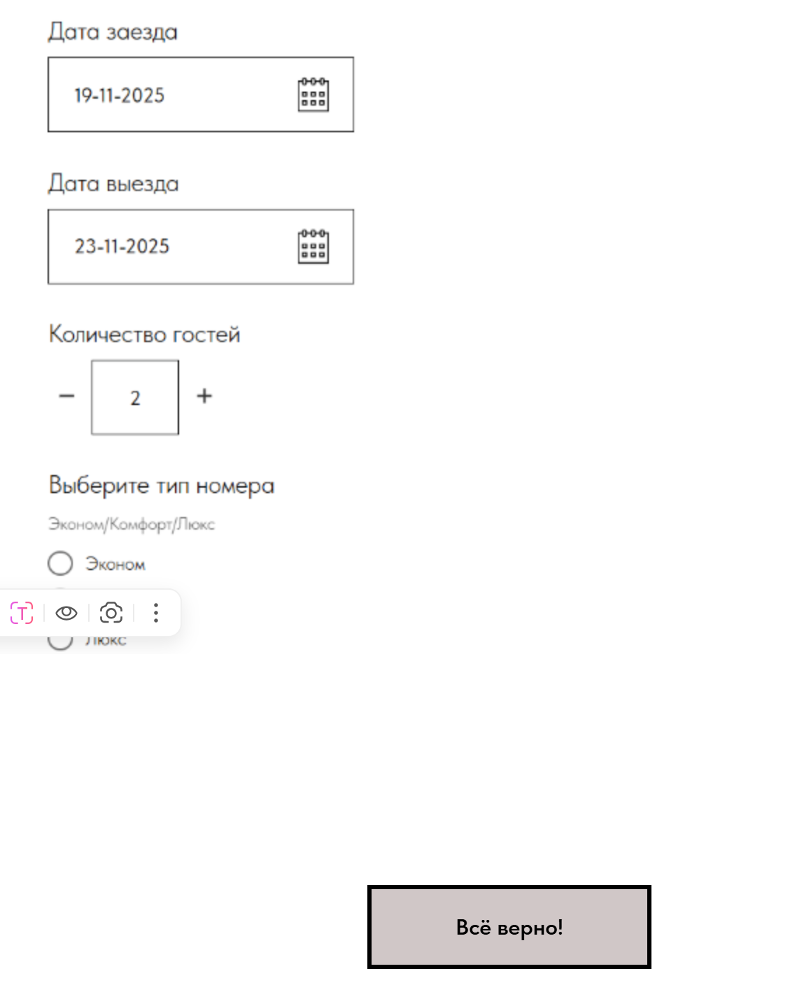 Дата заезда
19-11-2025
Дата выезда
23-11-2025
Количество гостей
− 2 +
Выберите тип номера
Эконом/Комфорт/Люкс
Эконом
T
Люкс
Всё верно!